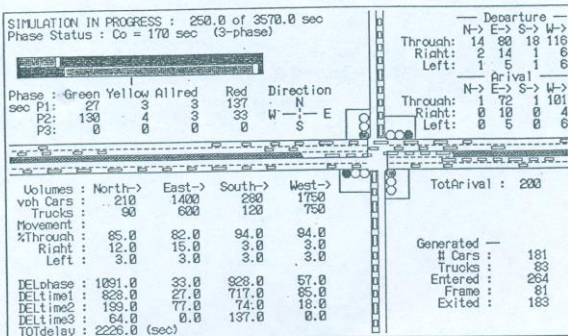 SIMULATION IN PROGRESS : 250.0 of 3570.0 sec
Phase Status : Co = 170 sec (3-phase)
Phase : Green Yellow Allred Red Direction
sec P1: 27 3 3 137
P2: 130 4 3 33
P3: 0 0 0 0
N
W E
S
Departure
N-> E-> S-> W->
Through: 14 80 18 116
Right: 2 14 1 6
Left: 1 5 1 6
Arival
N-> E-> S-> W->
Through: 1 72 1 101
Right: 0 10 0 4
Left: 0 5 0 6
Volumes : North-> East-> South-> West->
vph Cars : 210 1400 280 1750
Trucks : 90 600 120 750
Movement :
%Through : 85.0 82.0 94.0 94.0
Right : 12.0 15.0 3.0 3.0
Left : 3.0 3.0 3.0 3.0
DELphase : 1091.0 33.0 928.0 57.0
DELtime1 : 828.0 27.0 717.0 85.0
DELtime2 : 199.0 77.0 74.0 18.0
DELtime3 : 64.0 0.0 137.0 0.0
TOTdelay : 2226.0 (sec)
TotArival : 200
Generated —
# Cars : 181
Trucks : 83
Entered : 264
Frame : 81
Exited : 183